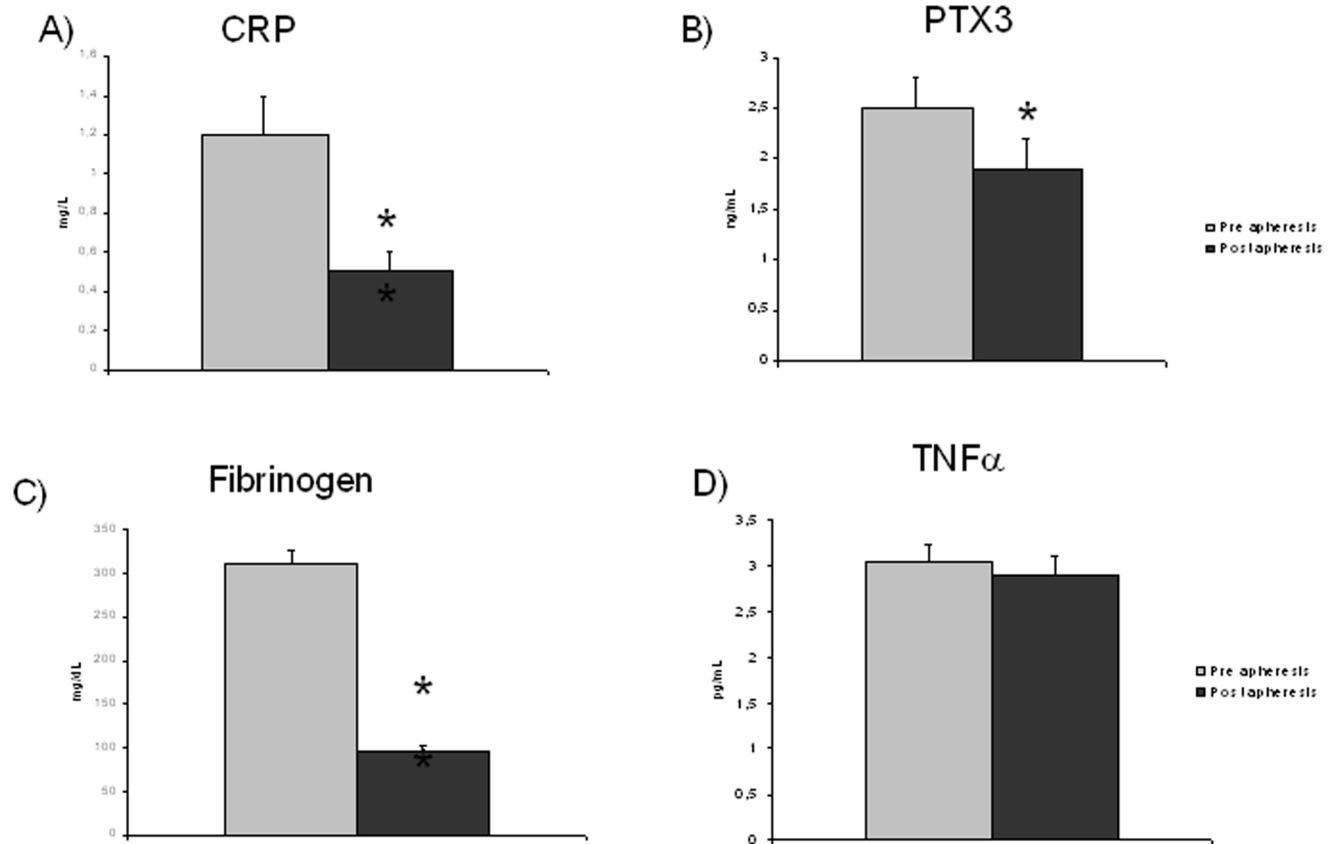 A)
CRP
1,6
1,4
1,2
1
0,8
0,6
0,4
0,2
0
mg/L
*
*
B)
PTX3
3
2,5
2
1,5
1
0,5
0
ng/mL
*
Pre apheresis
Post apheresis
C)
Fibrinogen
350
300
250
200
150
100
50
0
mg/dL
*
*
D)
TNFα
3,5
3
2,5
2
1,5
1
0,5
0
pg/mL
Pre apheresis
Post apheresis